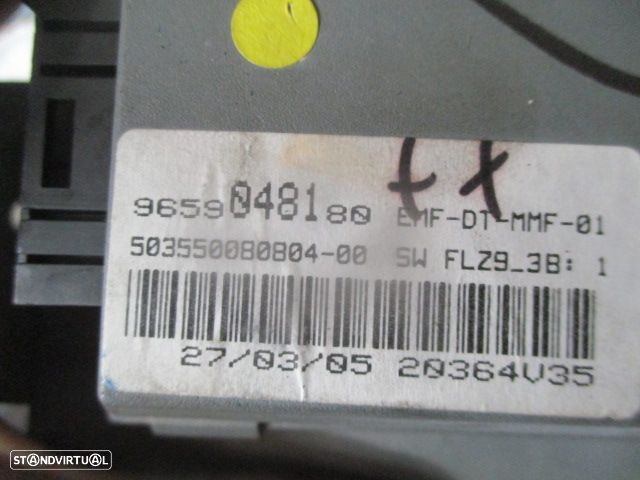 9659048180 EMF-DT-MMF-01
503550080804-00 SW FLZ9_3B: 1
27/03/05 20364V35
STANDVIRTUAL